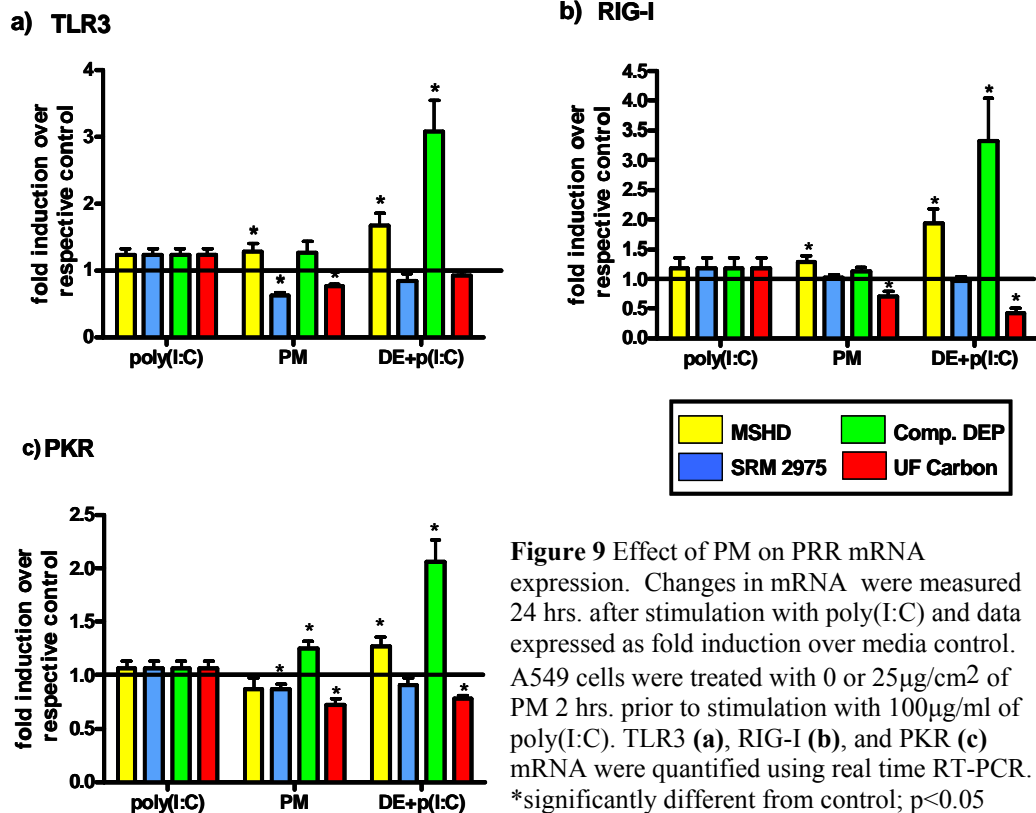 a) TLR3
fold induction over
respective control
4
3
2
1
0
*
*
*
*
*
poly(I:C)
PM
DE+p(I:C)
b) RIG-I
fold induction over
respective control
4.5
4.0
3.5
3.0
2.5
2.0
1.5
1.0
0.5
0.0
*
*
*
*
*
poly(I:C)
PM
DE+p(I:C)
MSHD
Comp. DEP
SRM 2975
UF Carbon
c) PKR
fold induction over
respective control
2.5
2.0
1.5
1.0
0.5
0.0
*
*
*
*
*
*
poly(I:C)
PM
DE+p(I:C)
Figure 9 Effect of PM on PRR mRNA
expression. Changes in mRNA were measured
24 hrs. after stimulation with poly(I:C) and data
expressed as fold induction over media control.
A549 cells were treated with 0 or 25µg/cm2 of
PM 2 hrs. prior to stimulation with 100µg/ml of
poly(I:C). TLR3 (a), RIG-I (b), and PKR (c)
mRNA were quantified using real time RT-PCR.
*significantly different from control; p<0.05